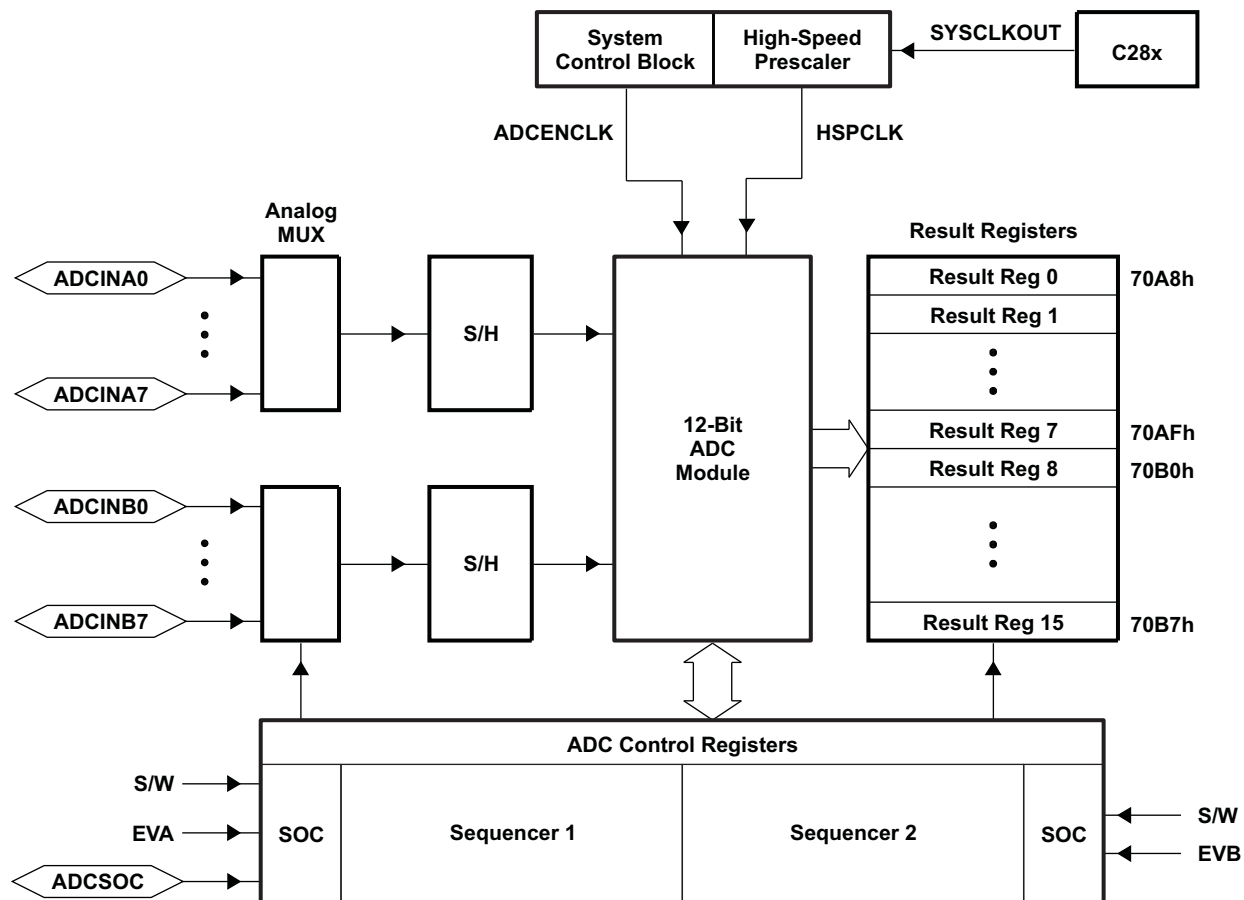 System
Control Block
High-Speed
Prescaler
SYSCLKOUT
C28x
ADCENCLK
HSPCLK
Analog
MUX
Result Registers
ADCINA0
ADCINA7
S/H
12-Bit
ADC
Module
Result Reg 0
70A8h
Result Reg 1
Result Reg 7
70AFh
Result Reg 8
70B0h
ADCINB0
ADCINB7
S/H
Result Reg 15
70B7h
ADC Control Registers
S/W
EVA
ADCSOC
SOC
Sequencer 1
Sequencer 2
SOC
S/W
EVB